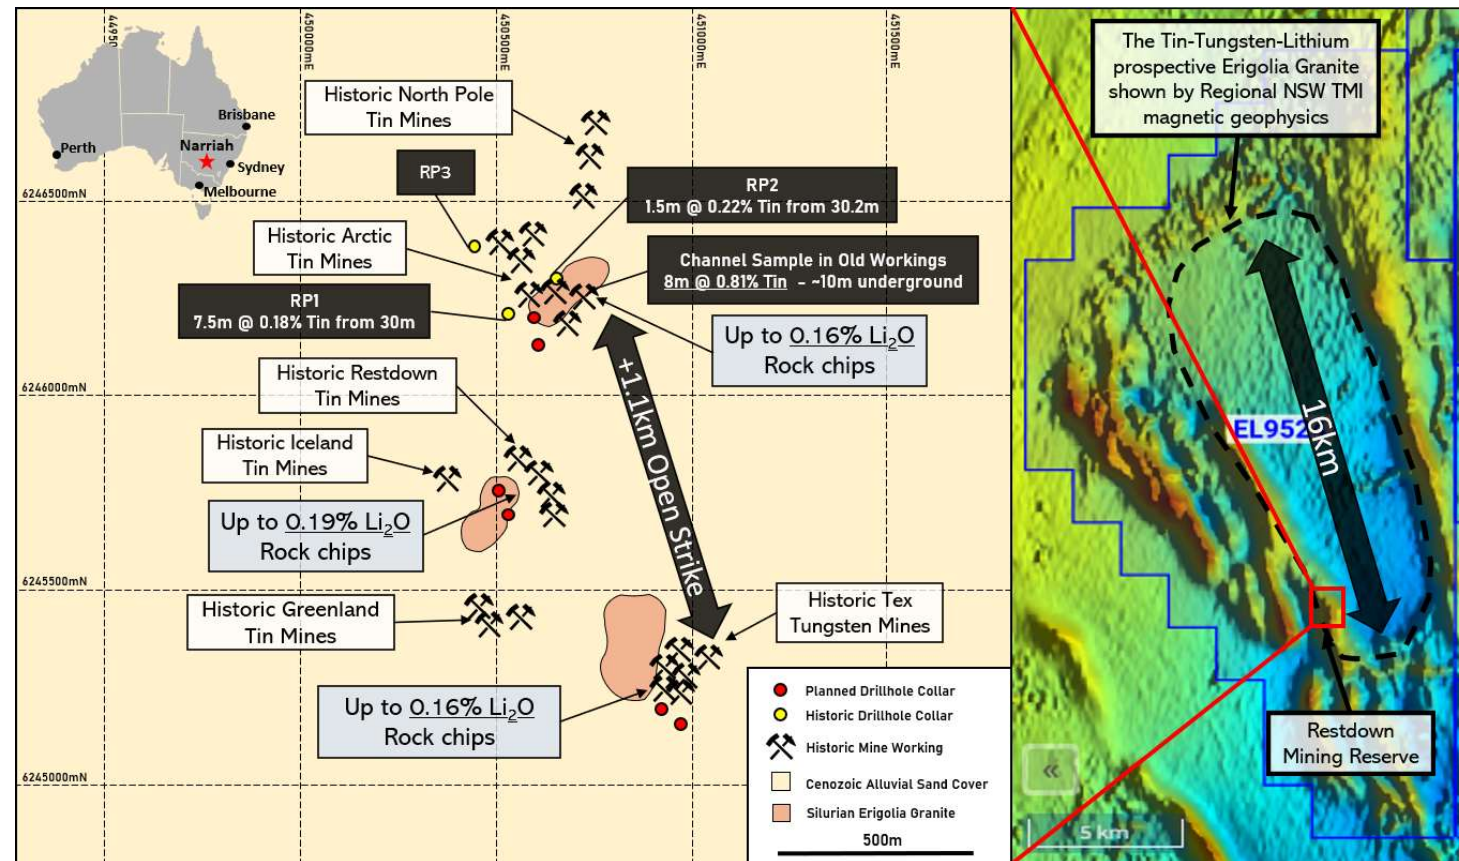 44950
450000mE
450500mE
451000mE
451500mE
6246500mN
6246000mN
6245500mN
6245000mN
Perth
Brisbane
Narriah
Sydney
Melbourne
Historic North Pole
Tin Mines
RP3
RP2
1.5m @ 0.22% Tin from 30.2m
Historic Arctic
Tin Mines
Channel Sample in Old Workings
8m @ 0.81% Tin - ~10m underground
RP1
7.5m @ 0.18% Tin from 30m
Up to 0.16% Li2O
Rock chips
Historic Restdown
Tin Mines
+1.1km Open Strike
Historic Iceland
Tin Mines
Up to 0.19% Li2O
Rock chips
Historic Greenland
Tin Mines
Historic Tex
Tungsten Mines
Up to 0.16% Li2O
Rock chips
Planned Drillhole Collar
Historic Drillhole Collar
Historic Mine Working
Cenozoic Alluvial Sand Cover
Silurian Erigolia Granite
500m
The Tin-Tungsten-Lithium
prospective Erigolia Granite
shown by Regional NSW TMI
magnetic geophysics
EL952
16km
Restdown
Mining Reserve
«
5 km